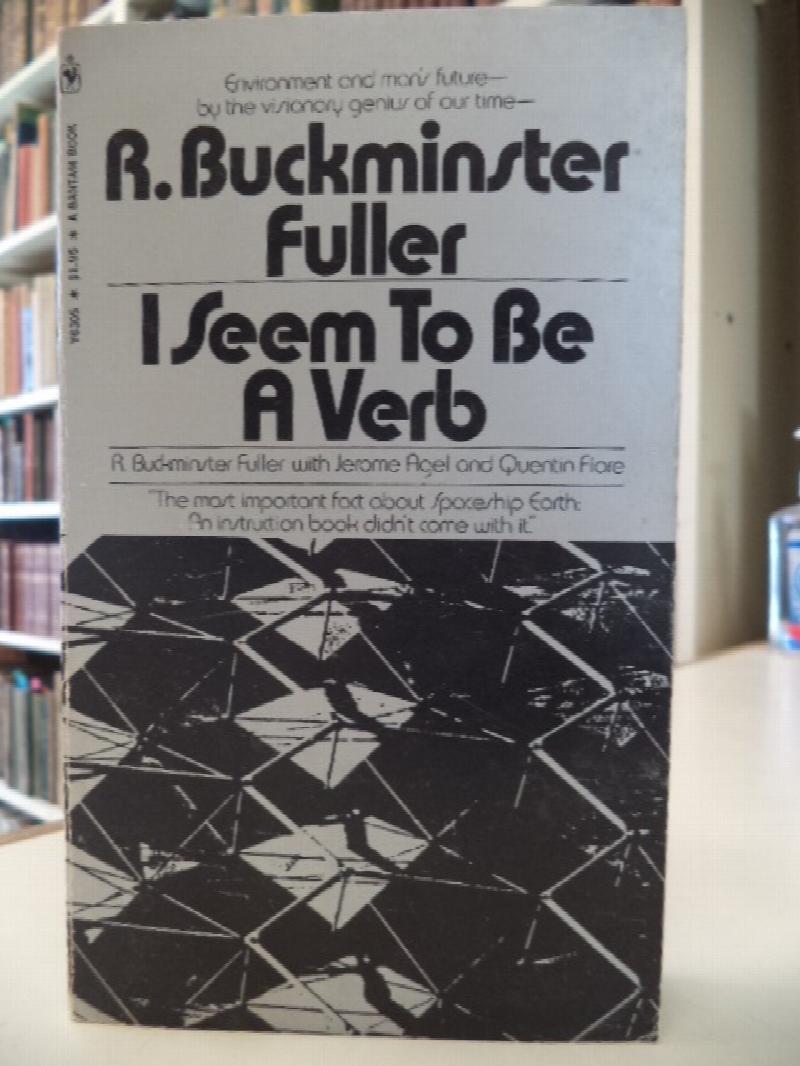 Environment and man's future—
by the visionary genius of our time—
R. Buckminster
Fuller
I Seem To Be
A Verb
R. Buckminster Fuller with Jerome Agel and Quentin Fiore
"The most important fact about Spaceship Earth:
An instruction book didn't come with it."
Y6305 * $1.95 * A BANTAM BOOK